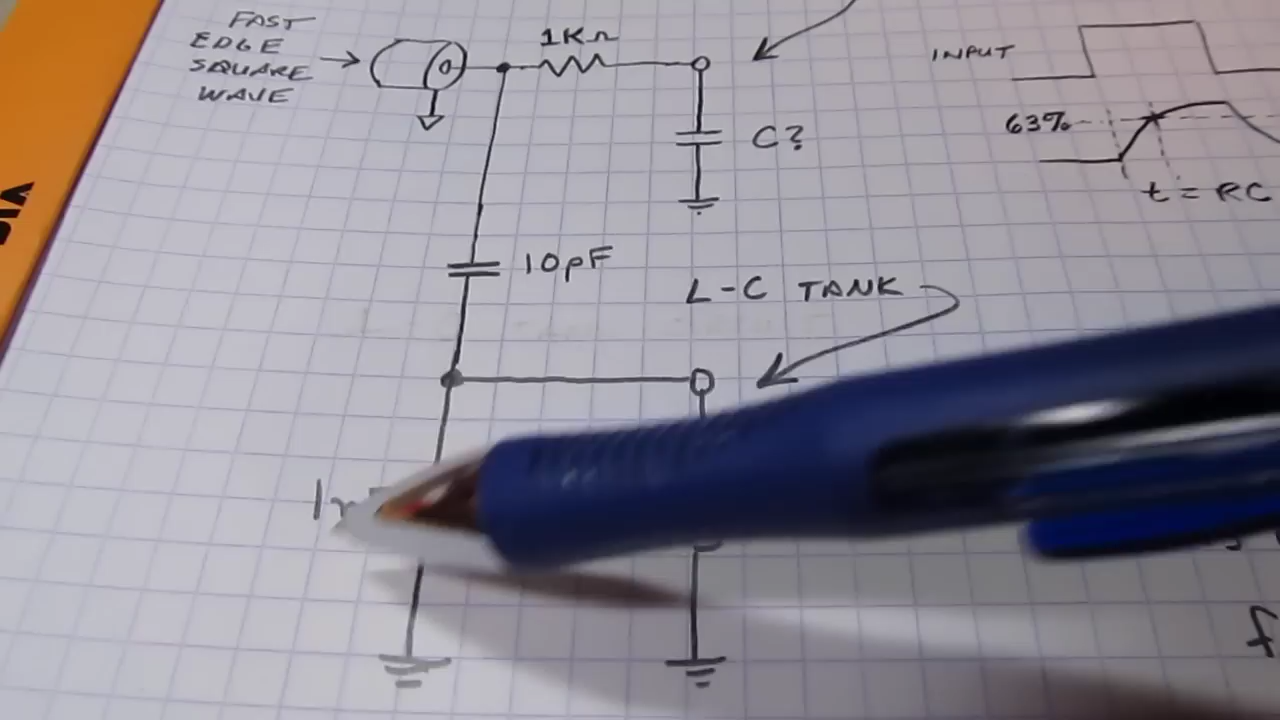 FAST
EDGE
SQUARE
WAVE
1KΩ
C?
INPUT
63%
t = RC
10pF
L-C TANK